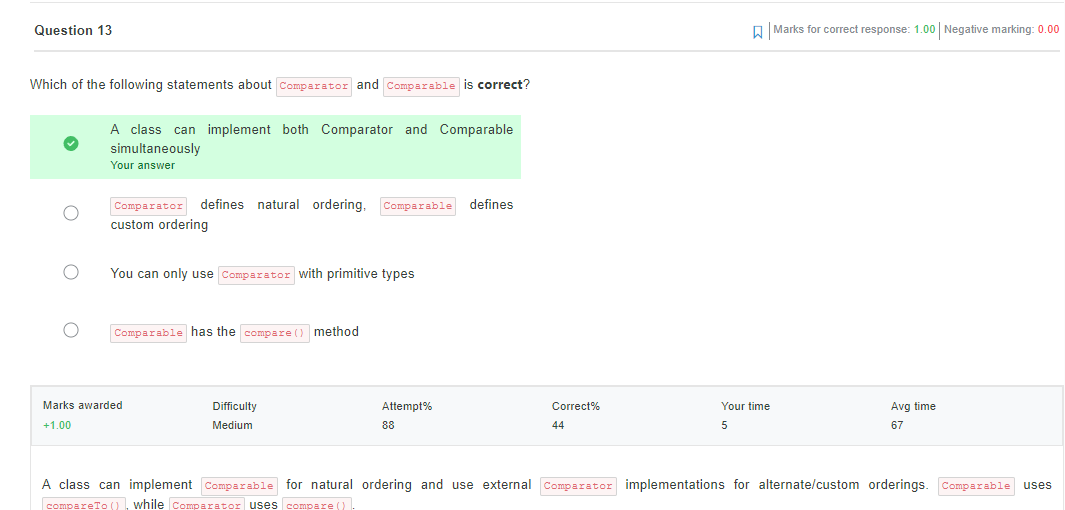 Question 13
Marks for correct response: 1.00 Negative marking: 0.00
Which of the following statements about Comparator and Comparable is correct?
A class can implement both Comparator and Comparable
simultaneously
Your answer
Comparator defines natural ordering, Comparable defines
custom ordering
You can only use Comparator with primitive types
Comparable has the compare() method
Marks awarded Difficulty Attempt% Correct% Your time Avg time
+1.00 Medium 88 44 5 67
A class can implement Comparable for natural ordering and use external Comparator implementations for alternate/custom orderings. Comparable uses
compareTo(), while Comparator uses compare().